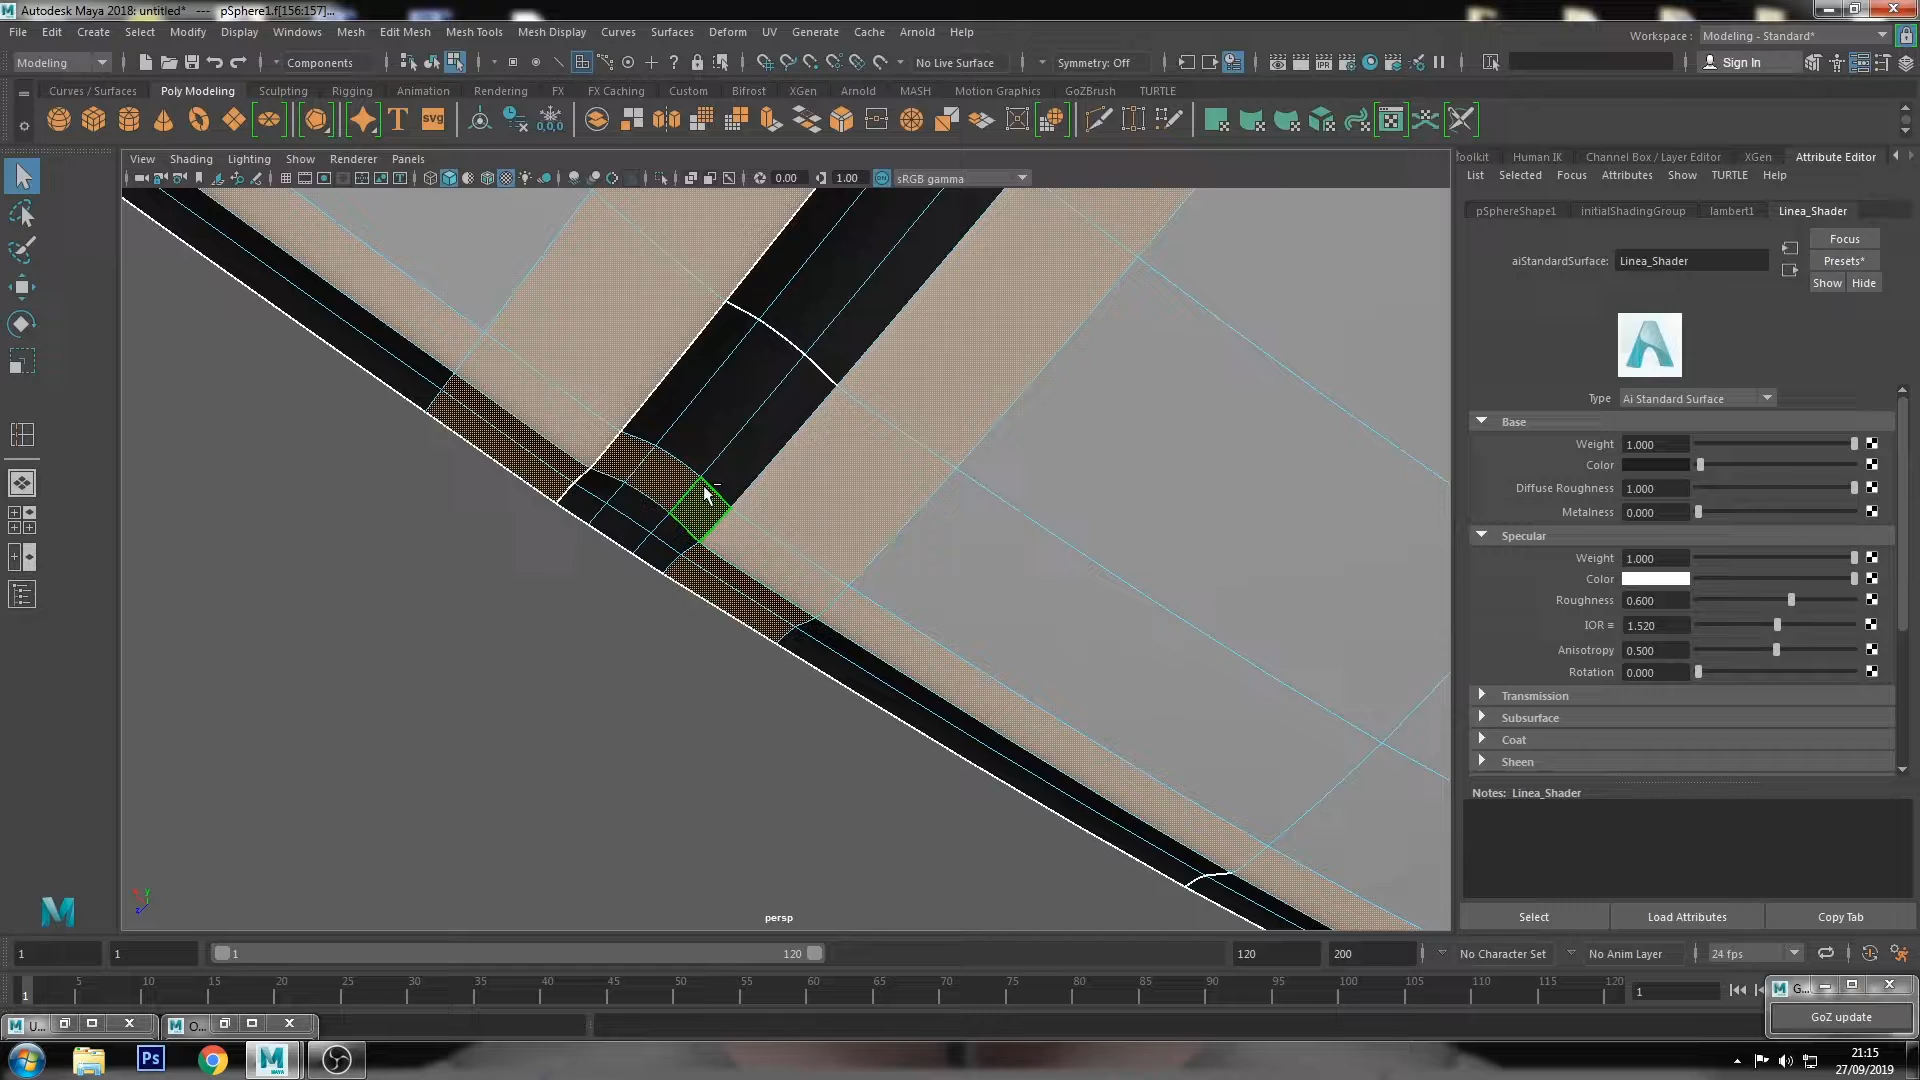 Autodesk Maya 2018: untitled* --- pSphere1.f[156:157]...
File Edit Create Select Modify Display Windows Mesh Edit Mesh Mesh Tools Mesh Display Curves Surfaces Deform UV Generate Cache Arnold Help
Workspace : Modeling - Standard*
Modeling Components No Live Surface Symmetry: Off Sign In
Curves / Surfaces Poly Modeling Sculpting Rigging Animation Rendering FX FX Caching Custom Bifrost XGen Arnold MASH Motion Graphics GoZBrush TURTLE
T svg 0,0,0
View Shading Lighting Show Renderer Panels
0.00 1.00 ON sRGB gamma
Toolkit Human IK Channel Box / Layer Editor XGen Attribute Editor
List Selected Focus Attributes Show TURTLE Help
pSphereShape1 initialShadingGroup lambert1 Linea_Shader
Focus
aiStandardSurface: Linea_Shader Presets*
Show Hide
Type Ai Standard Surface
Base
Weight 1.000
Color
Diffuse Roughness 1.000
Metalness 0.000
Specular
Weight 1.000
Color
Roughness 0.600
IOR ≡ 1.520
Anisotropy 0.500
Rotation 0.000
Transmission
Subsurface
Coat
Sheen
Notes: Linea_Shader
Select Load Attributes Copy Tab
y
z
persp
1 1 1 120 120 200 No Character Set No Anim Layer 24 fps
5 10 15 20 25 30 35 40 45 50 55 60 65 70 75 80 85 90 95 100 105 110 115 120
1 1
G...
GoZ update
U... O...
Ps
MAYA
21:15
27/09/2019